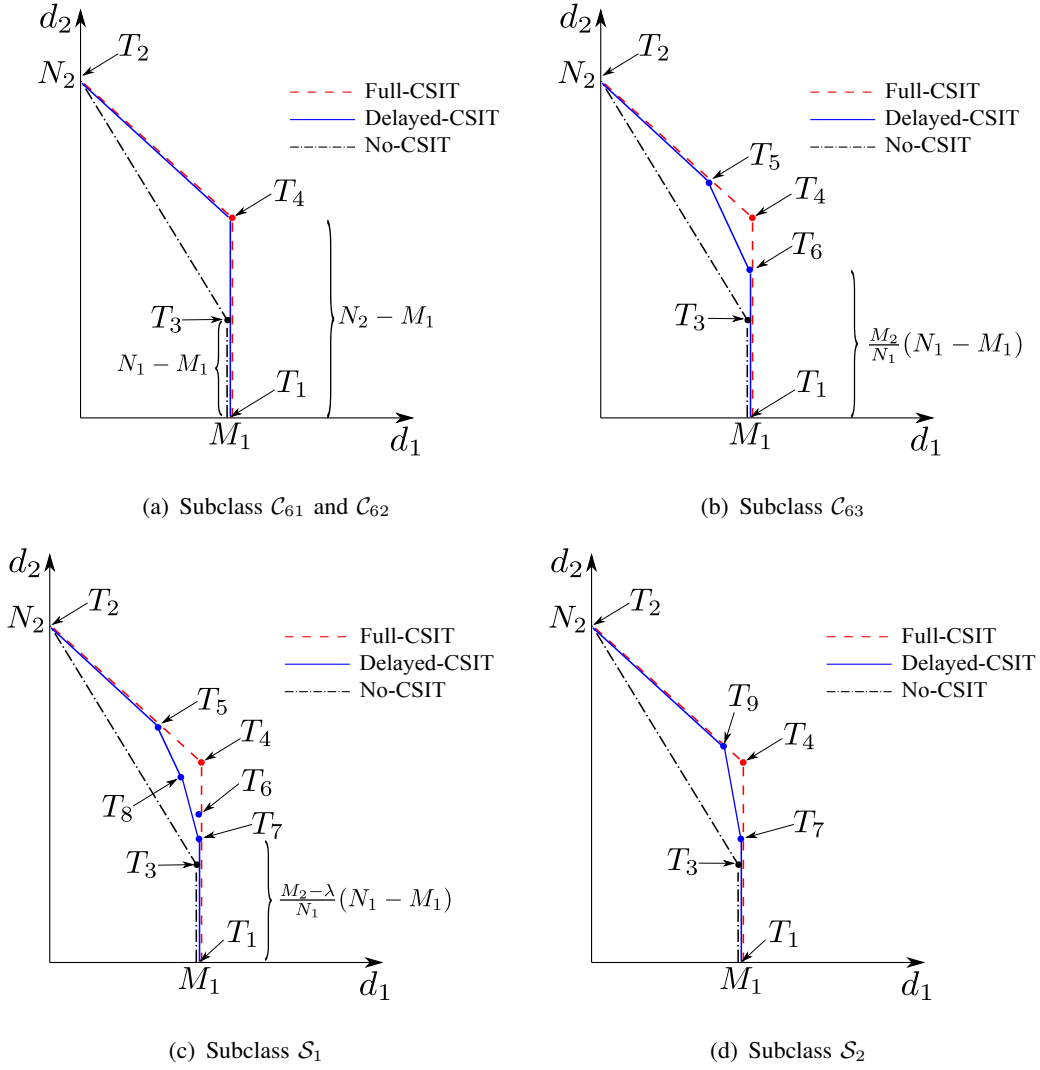 d₂
T₂
N₂
Full-CSIT
Delayed-CSIT
No-CSIT
T₄
T₃
N₂ − M₁
N₁ − M₁
T₁
M₁
d₁
(a) Subclass 𝒞₆₁ and 𝒞₆₂
d₂
T₂
N₂
Full-CSIT
Delayed-CSIT
No-CSIT
T₅
T₄
T₆
T₃
M₂/N₁ (N₁ − M₁)
T₁
M₁
d₁
(b) Subclass 𝒞₆₃
d₂
T₂
N₂
Full-CSIT
Delayed-CSIT
No-CSIT
T₅
T₄
T₆
T₈
T₇
T₃
(M₂−λ)/N₁ (N₁ − M₁)
T₁
M₁
d₁
(c) Subclass 𝒮₁
d₂
T₂
N₂
Full-CSIT
Delayed-CSIT
No-CSIT
T₉
T₄
T₇
T₃
T₁
M₁
d₁
(d) Subclass 𝒮₂